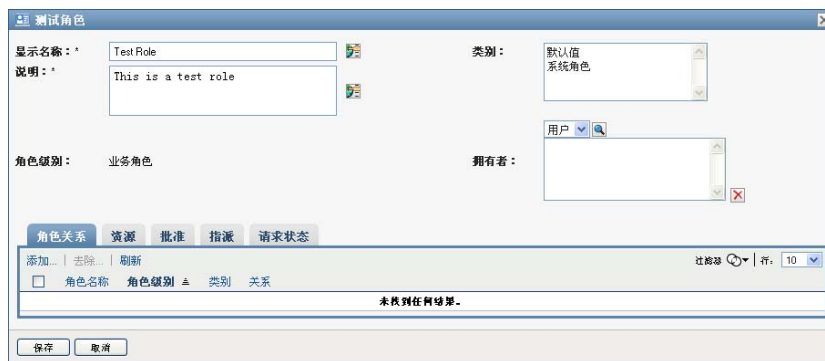 测试角色
显示名称：*
Test Role
类别：
默认值
系统角色
说明：*
This is a test role
用户
角色级别：
业务角色
拥有者：
角色关系 资源 批准 指派 请求状态
添加... | 去除... | 刷新
过滤器 | 行： 10
角色名称 角色级别 类别 关系
未找到任何结果。
保存 取消